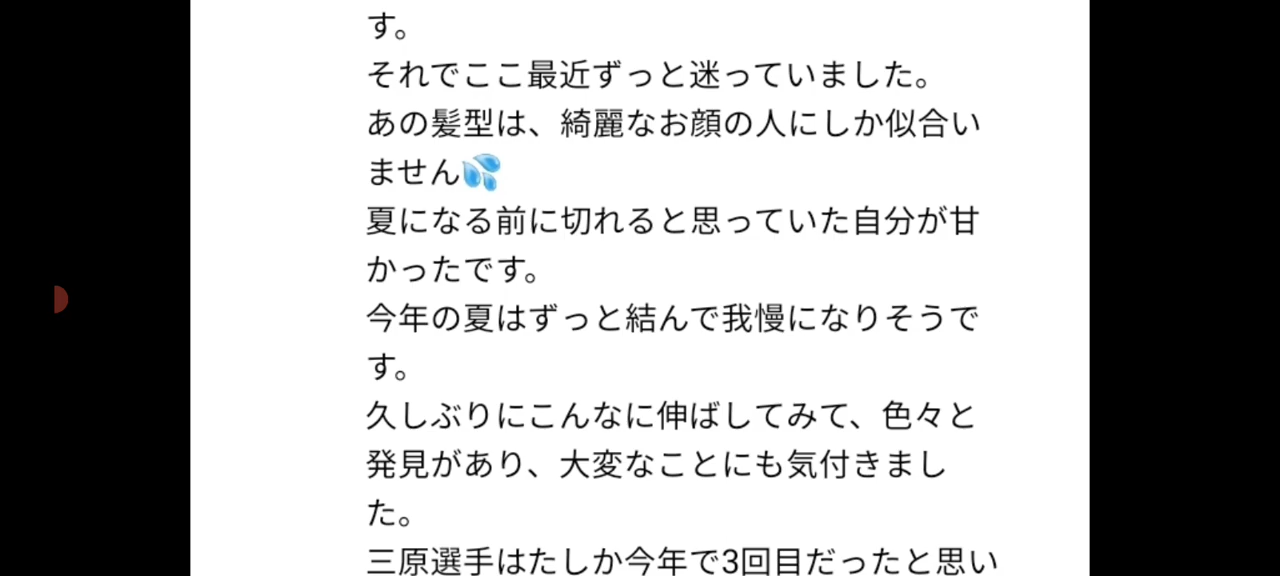 す。
それでここ最近ずっと迷っていました。
あの髪型は、綺麗なお顔の人にしか似合い
ません💦
夏になる前に切れると思っていた自分が甘
かったです。
今年の夏はずっと結んで我慢になりそうで
す。
久しぶりにこんなに伸ばしてみて、色々と
発見があり、大変なことにも気付きまし
た。
三原選手はたしか今年で3回目だったと思い